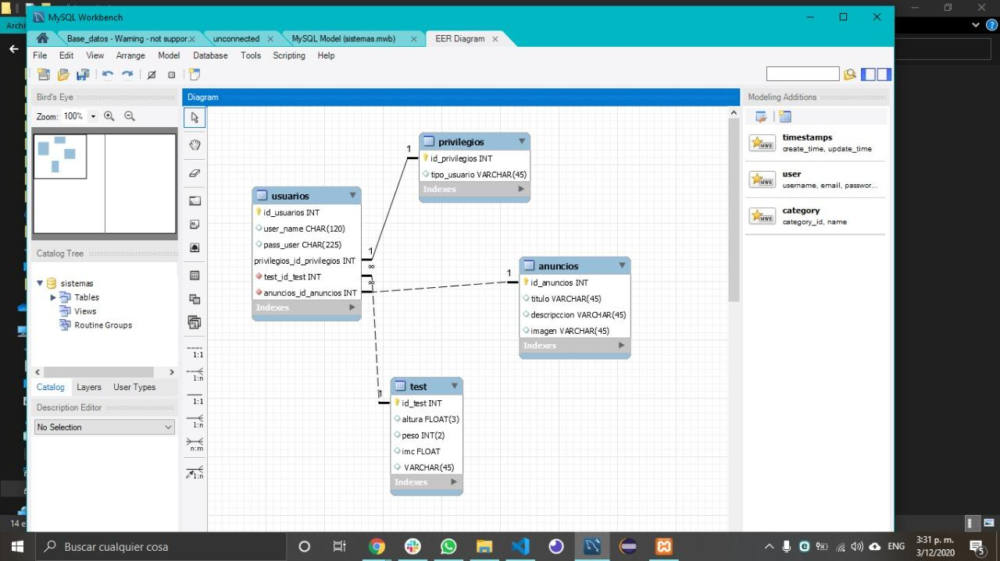 MySQL Workbench
Archi
Base_datos - Warning - not suppor.
unconnected
MySQL Model (sistemas.mwb)
EER Diagram
File Edit View Arrange Model Database Tools Scripting Help
Bird's Eye
Zoom: 100%
Diagram
Modeling Additions
timestamps
create_time, update_time
user
username, email, passwor...
category
category_id, name
privilegios
1
id_privilegios INT
tipo_usuario VARCHAR(45)
Indexes
usuarios
id_usuarios INT
user_name CHAR(120)
pass_user CHAR(225)
privilegios_id_privilegios INT
test_id_test INT
anuncios_id_anuncios INT
Indexes
1
∞
∞
anuncios
1
id_anuncios INT
titulo VARCHAR(45)
descripccion VARCHAR(45)
imagen VARCHAR(45)
Indexes
test
1
id_test INT
altura FLOAT(3)
peso INT(2)
imc FLOAT
VARCHAR(45)
Indexes
Catalog Tree
sistemas
Tables
Views
Routine Groups
Catalog Layers User Types
Description Editor
No Selection
1:1
1:n
1:1
1:n
n:m
1:n
14 e
Buscar cualquier cosa
ENG
3:31 p. m.
3/12/2020
5